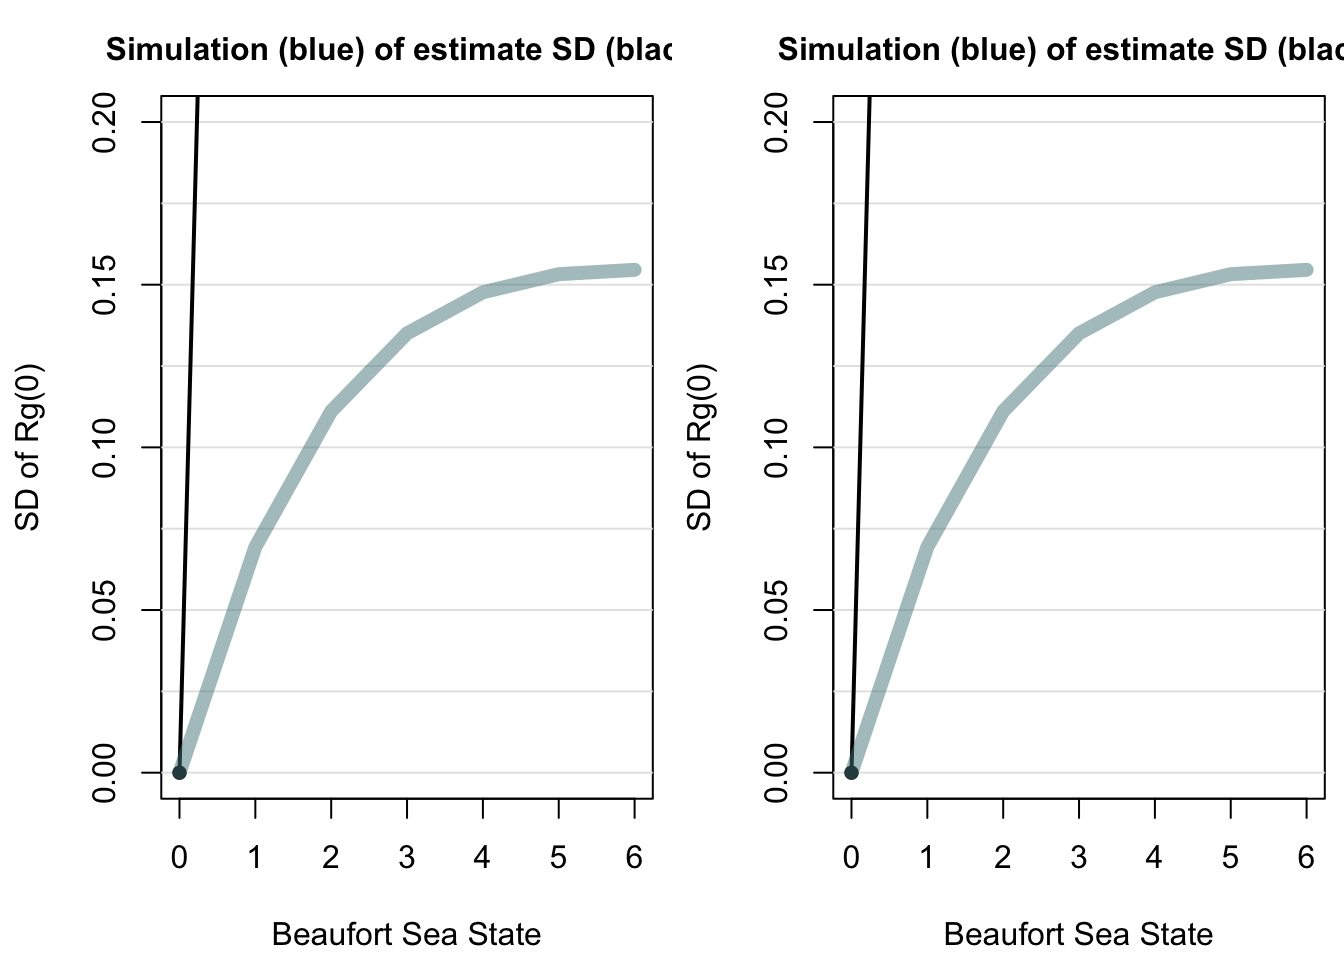 Simulation (blue) of estimate SD (blac
SD of Rg(0)
0.20
0.15
0.10
0.05
0.00
0 1 2 3 4 5 6
Beaufort Sea State
Simulation (blue) of estimate SD (blac
SD of Rg(0)
0.20
0.15
0.10
0.05
0.00
0 1 2 3 4 5 6
Beaufort Sea State